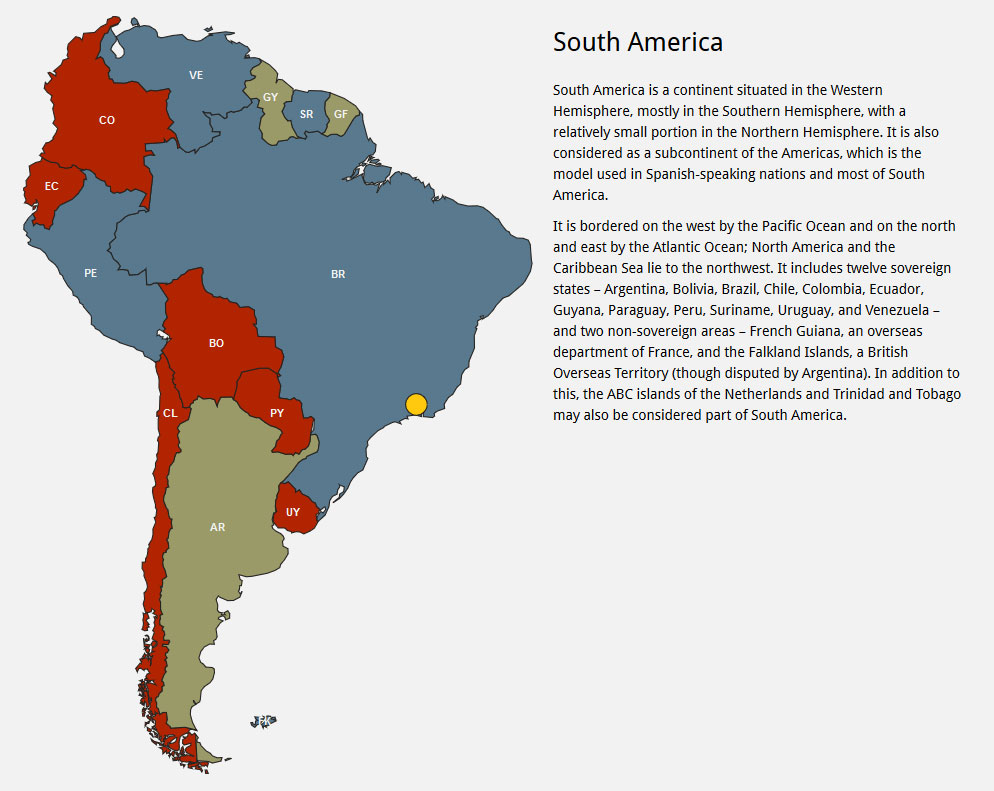 South America
South America is a continent situated in the Western
Hemisphere, mostly in the Southern Hemisphere, with a
relatively small portion in the Northern Hemisphere. It is also
considered as a subcontinent of the Americas, which is the
model used in Spanish-speaking nations and most of South
America.
It is bordered on the west by the Pacific Ocean and on the north
and east by the Atlantic Ocean; North America and the
Caribbean Sea lie to the northwest. It includes twelve sovereign
states – Argentina, Bolivia, Brazil, Chile, Colombia, Ecuador,
Guyana, Paraguay, Peru, Suriname, Uruguay, and Venezuela –
and two non-sovereign areas – French Guiana, an overseas
department of France, and the Falkland Islands, a British
Overseas Territory (though disputed by Argentina). In addition to
this, the ABC islands of the Netherlands and Trinidad and Tobago
may also be considered part of South America.
VE
GY
SR
GF
CO
EC
PE
BR
BO
CL
PY
UY
AR
FK